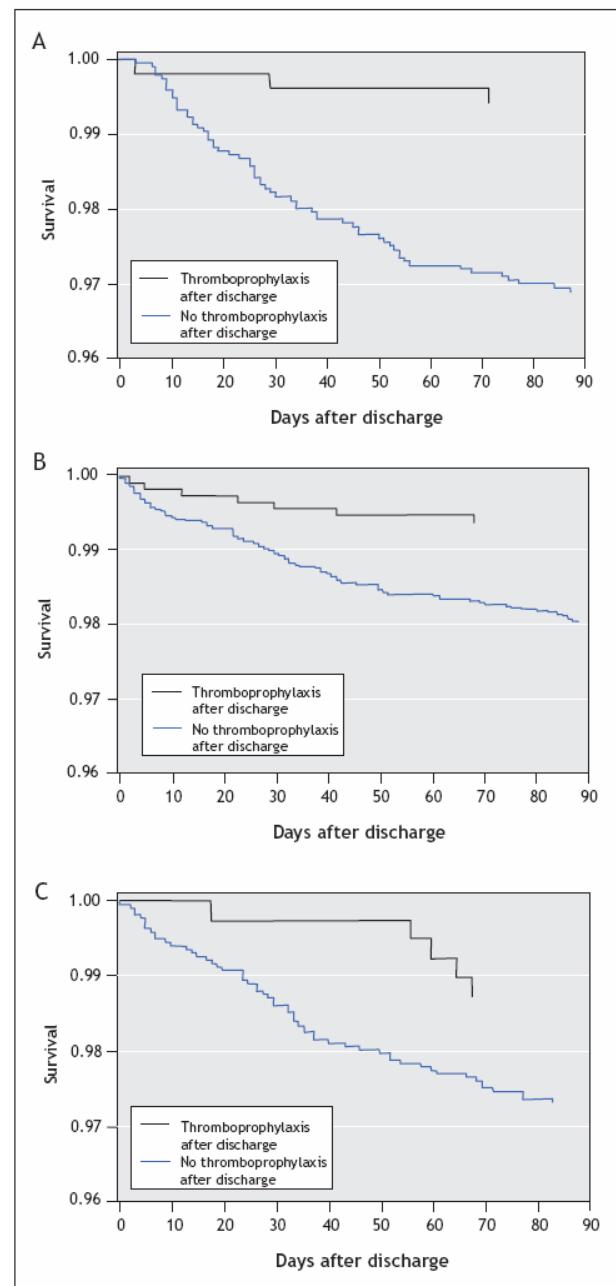 A
1.00
0.99
0.98
0.97
0.96
Survival
Thromboprophylaxis
after discharge
No thromboprophylaxis
after discharge
0 10 20 30 40 50 60 70 80 90
Days after discharge
B
1.00
0.99
0.98
0.97
0.96
Survival
Thromboprophylaxis
after discharge
No thromboprophylaxis
after discharge
0 10 20 30 40 50 60 70 80 90
Days after discharge
C
1.00
0.99
0.98
0.97
0.96
Survival
Thromboprophylaxis
after discharge
No thromboprophylaxis
after discharge
0 10 20 30 40 50 60 70 80 90
Days after discharge